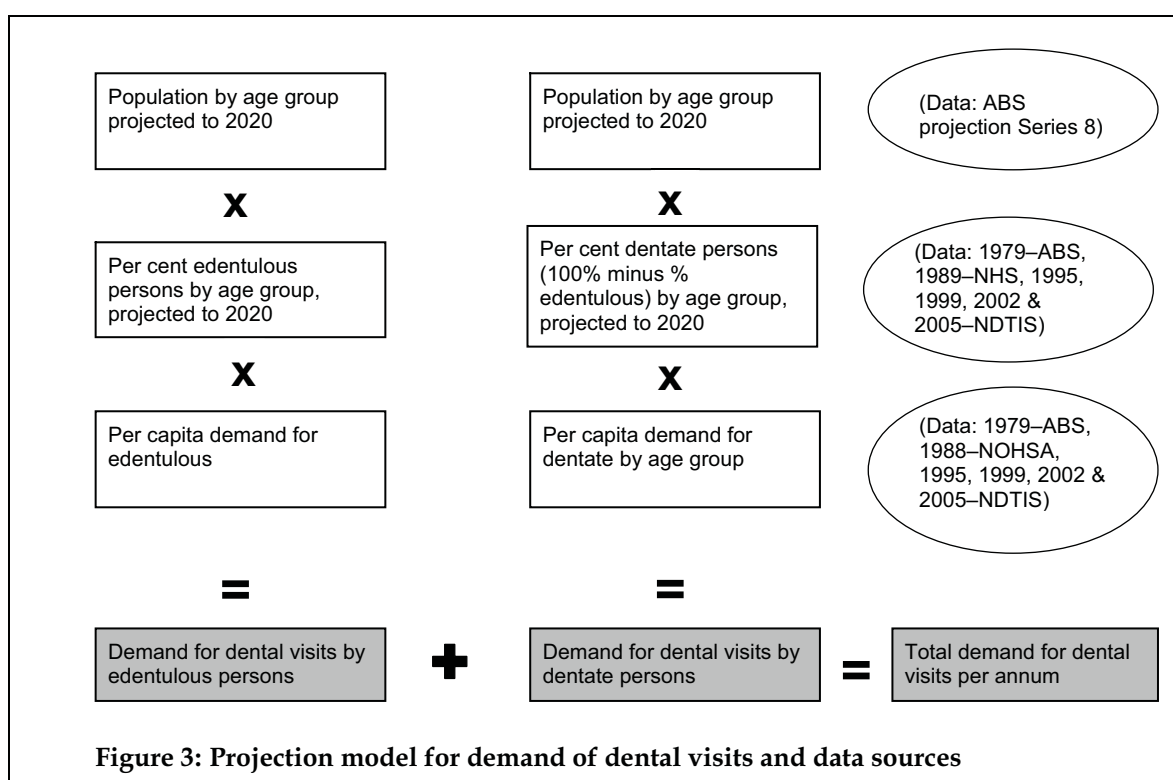 Population by age group
projected to 2020
Population by age group
projected to 2020
(Data: ABS
projection Series 8)
x
x
Per cent edentulous
persons by age group,
projected to 2020
Per cent dentate persons
(100% minus %
edentulous) by age group,
projected to 2020
(Data: 1979–ABS,
1989–NHS, 1995,
1999, 2002 &
2005–NDTIS)
x
x
Per capita demand for
edentulous
Per capita demand for
dentate by age group
(Data: 1979–ABS,
1988–NOHSA,
1995, 1999, 2002 &
2005–NDTIS)
=
=
Demand for dental visits by
edentulous persons
+
Demand for dental visits by
dentate persons
=
Total demand for dental
visits per annum
Figure 3: Projection model for demand of dental visits and data sources